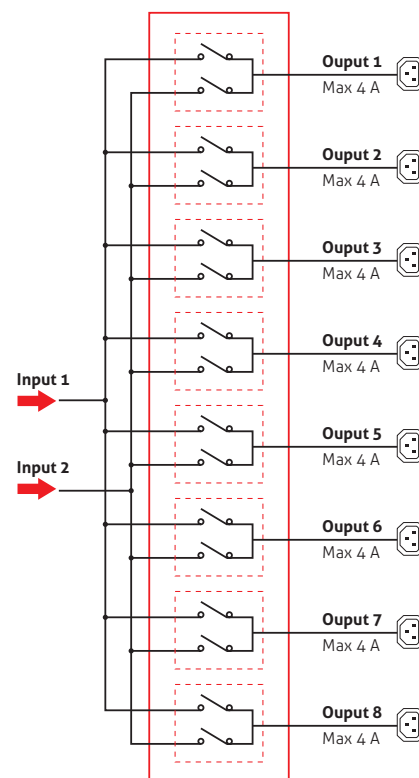 Ouput 1
Max 4 A
Ouput 2
Max 4 A
Ouput 3
Max 4 A
Ouput 4
Max 4 A
Input 1
Ouput 5
Max 4 A
Input 2
Ouput 6
Max 4 A
Ouput 7
Max 4 A
Ouput 8
Max 4 A